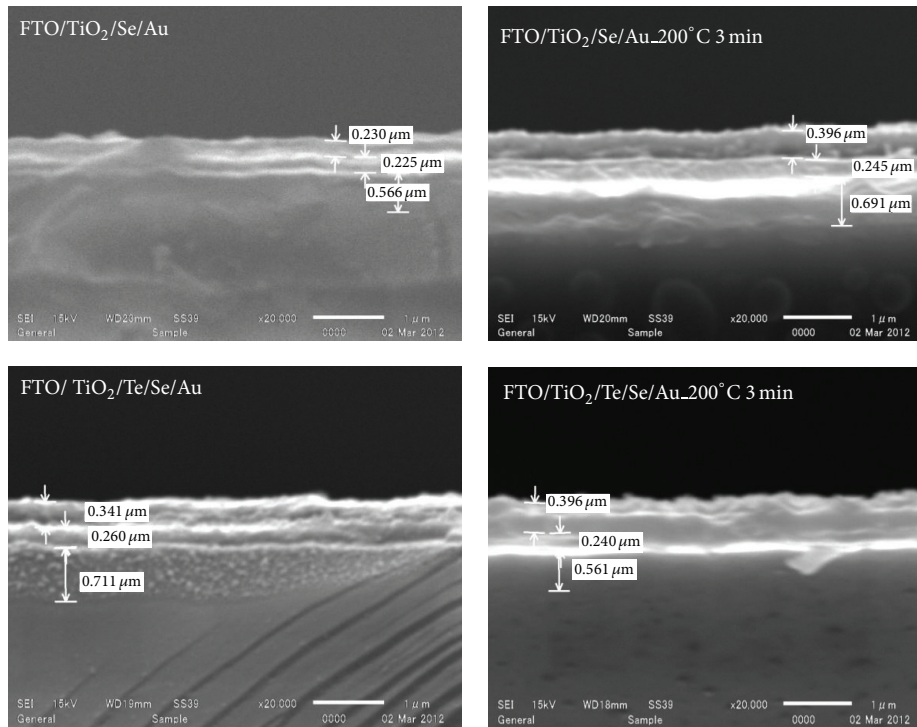 FTO/TiO₂/Se/Au
0.230 μm
0.225 μm
0.566 μm
SEI 15kV WD23mm SS39 x20,000 1 μm
General Sample 0000 02 Mar 2012
FTO/TiO₂/Se/Au_200°C 3 min
0.396 μm
0.245 μm
0.691 μm
SEI 15kV WD20mm SS39 x20,000 1 μm
General Sample 0000 02 Mar 2012
FTO/ TiO₂/Te/Se/Au
0.341 μm
0.260 μm
0.711 μm
SEI 15kV WD19mm SS39 x20,000 1 μm
General Sample 0000 02 Mar 2012
FTO/TiO₂/Te/Se/Au_200°C 3 min
0.396 μm
0.240 μm
0.561 μm
SEI 15kV WD18mm SS39 x20,000 1 μm
General Sample 0000 02 Mar 2012